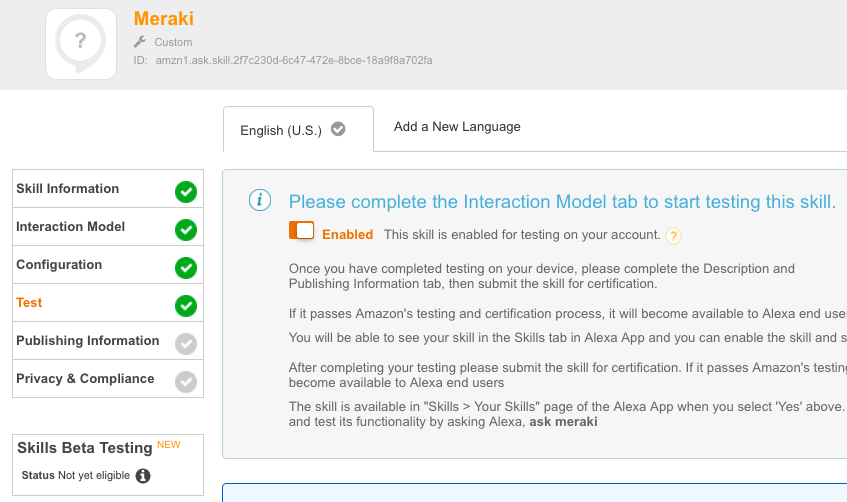 ?
Meraki
Custom
ID: amzn1.ask.skill.2f7c230d-6c47-472e-8bce-18a9f8a702fa
English (U.S.)
Add a New Language
Skill Information
Interaction Model
Configuration
Test
Publishing Information
Privacy & Compliance
Skills Beta Testing NEW
Status Not yet eligible i
i Please complete the Interaction Model tab to start testing this skill.
Enabled This skill is enabled for testing on your account. ?
Once you have completed testing on your device, please complete the Description and
Publishing Information tab, then submit the skill for certification.
If it passes Amazon's testing and certification process, it will become available to Alexa end use
You will be able to see your skill in the Skills tab in Alexa App and you can enable the skill and s
After completing your testing please submit the skill for certification. If it passes Amazon's testing
become available to Alexa end users
The skill is available in "Skills > Your Skills" page of the Alexa App when you select 'Yes' above.
and test its functionality by asking Alexa, ask meraki